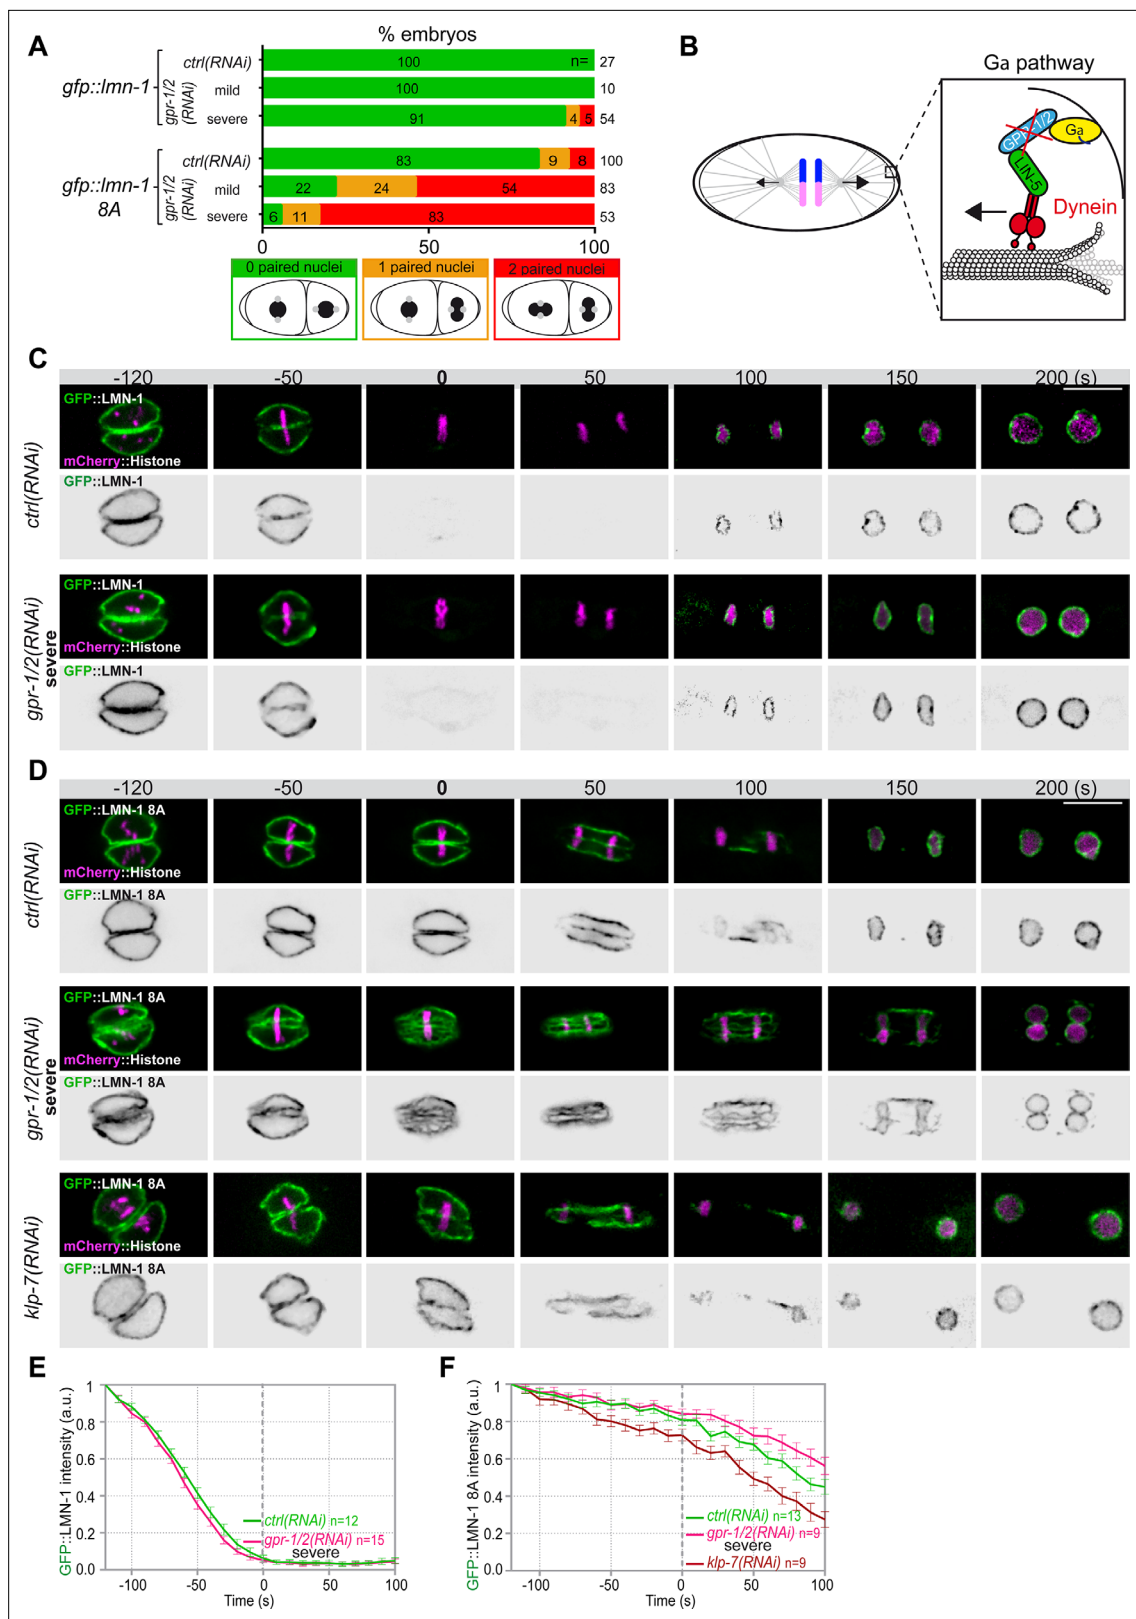 A
% embryos
gfp::lmn-1
gpr-1/2 (RNAi)
ctrl(RNAi)
100
n= 27
mild
100
10
severe
91 4 5
54
gfp::lmn-1 8A
gpr-1/2 (RNAi)
ctrl(RNAi)
83 9 8
100
mild
22 24 54
83
severe
6 11 83
53
0 50 100
0 paired nuclei
1 paired nuclei
2 paired nuclei
B
Gα pathway
GPR-1/2
Gα
LIN-5
Dynein
C
-120 -50 0 50 100 150 200 (s)
ctrl(RNAi)
GFP::LMN-1
mCherry::Histone
GFP::LMN-1
gpr-1/2(RNAi)
severe
GFP::LMN-1
mCherry::Histone
GFP::LMN-1
D
-120 -50 0 50 100 150 200 (s)
ctrl(RNAi)
GFP::LMN-1 8A
mCherry::Histone
GFP::LMN-1 8A
gpr-1/2(RNAi)
severe
GFP::LMN-1 8A
mCherry::Histone
GFP::LMN-1 8A
klp-7(RNAi)
GFP::LMN-1 8A
mCherry::Histone
GFP::LMN-1 8A
E
GFP::LMN-1 intensity (a.u.)
1
0.8
0.6
0.4
0.2
0.0
ctrl(RNAi) n=12
gpr-1/2(RNAi) n=15
severe
-100 -50 0 50 100
Time (s)
F
GFP::LMN-1 8A intensity (a.u.)
1
0.8
0.6
0.4
0.2
0.0
ctrl(RNAi) n=13
gpr-1/2(RNAi) n=9
severe
klp-7(RNAi) n=9
-100 -50 0 50 100
Time (s)